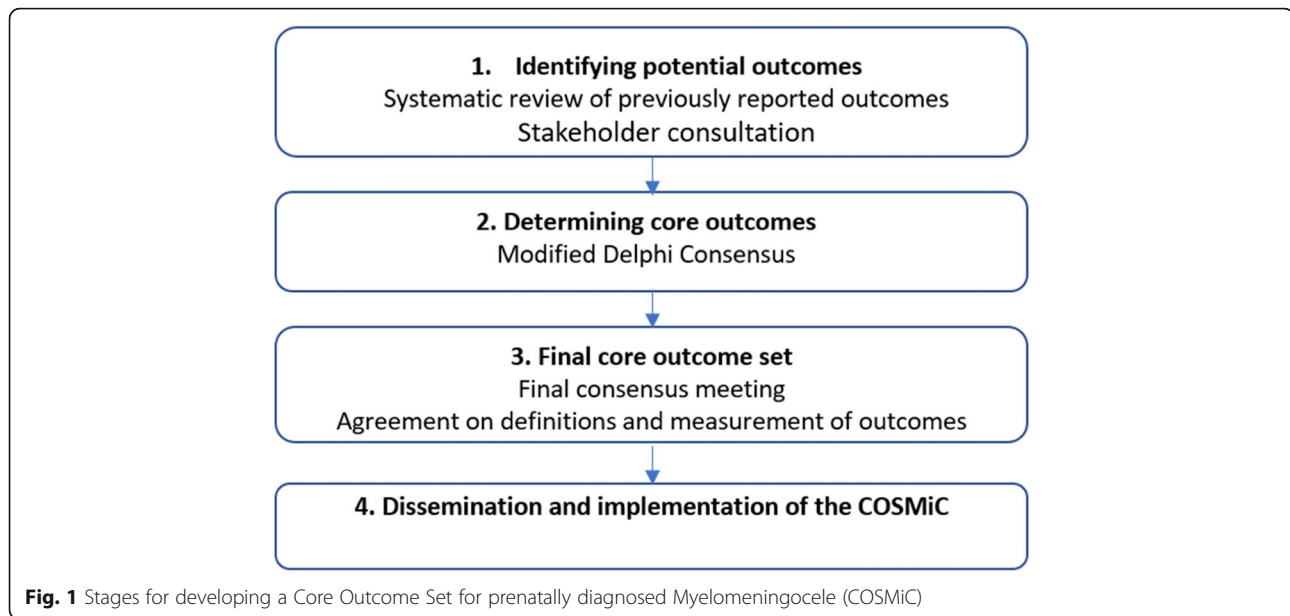 1. Identifying potential outcomes
Systematic review of previously reported outcomes
Stakeholder consultation
2. Determining core outcomes
Modified Delphi Consensus
3. Final core outcome set
Final consensus meeting
Agreement on definitions and measurement of outcomes
4. Dissemination and implementation of the COSMiC
Fig. 1 Stages for developing a Core Outcome Set for prenatally diagnosed Myelomeningocele (COSMiC)